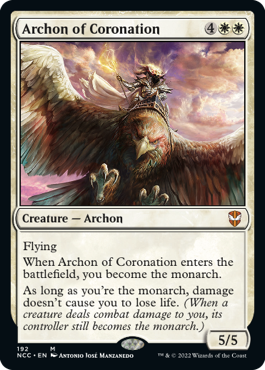 Archon of Coronation 4
Creature — Archon
Flying
When Archon of Coronation enters the
battlefield, you become the monarch.
As long as you're the monarch, damage
doesn't cause you to lose life. (When a
creature deals combat damage to you, its
controller still becomes the monarch.)
5/5
192 M
NCC • EN Antonio José Manzanedo
™ & © 2022 Wizards of the Coast